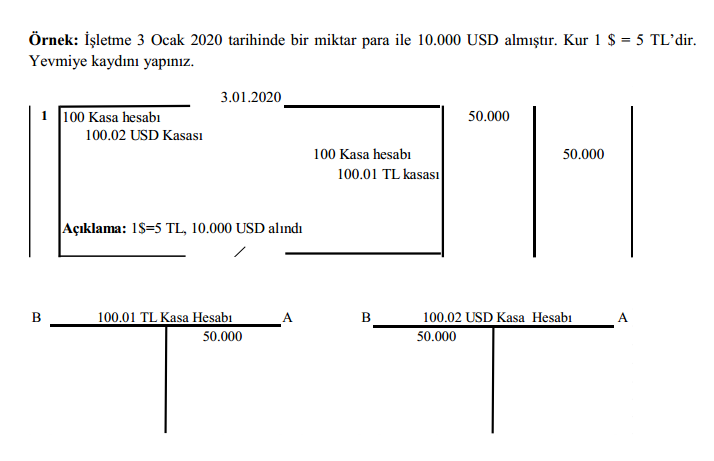 Örnek: İşletme 3 Ocak 2020 tarihinde bir miktar para ile 10.000 USD almıştır. Kur 1 $ = 5 TL’dir.
Yevmiye kaydını yapınız.
3.01.2020
1 100 Kasa hesabı 50.000
100.02 USD Kasası
100 Kasa hesabı 50.000
100.01 TL kasası
Açıklama: 1$=5 TL, 10.000 USD alındı
B 100.01 TL Kasa Hesabı A B 100.02 USD Kasa Hesabı A
50.000 50.000